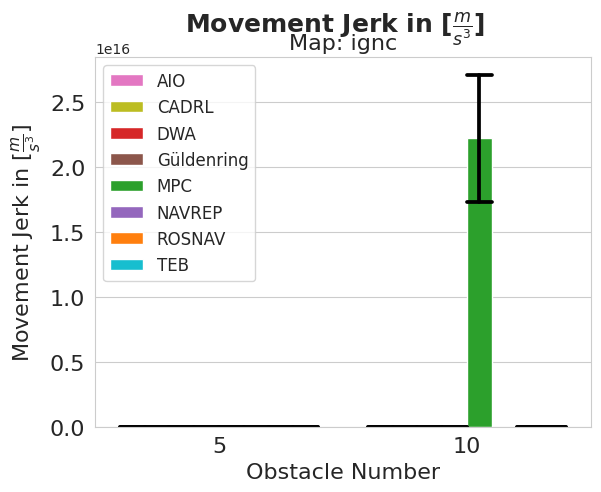 Movement Jerk in [m/s³]
Map: ignc
1e16
AIO
CADRL
DWA
Güldenring
MPC
NAVREP
ROSNAV
TEB
Movement Jerk in [m/s³]
2.5
2.0
1.5
1.0
0.5
0.0
5 10
Obstacle Number